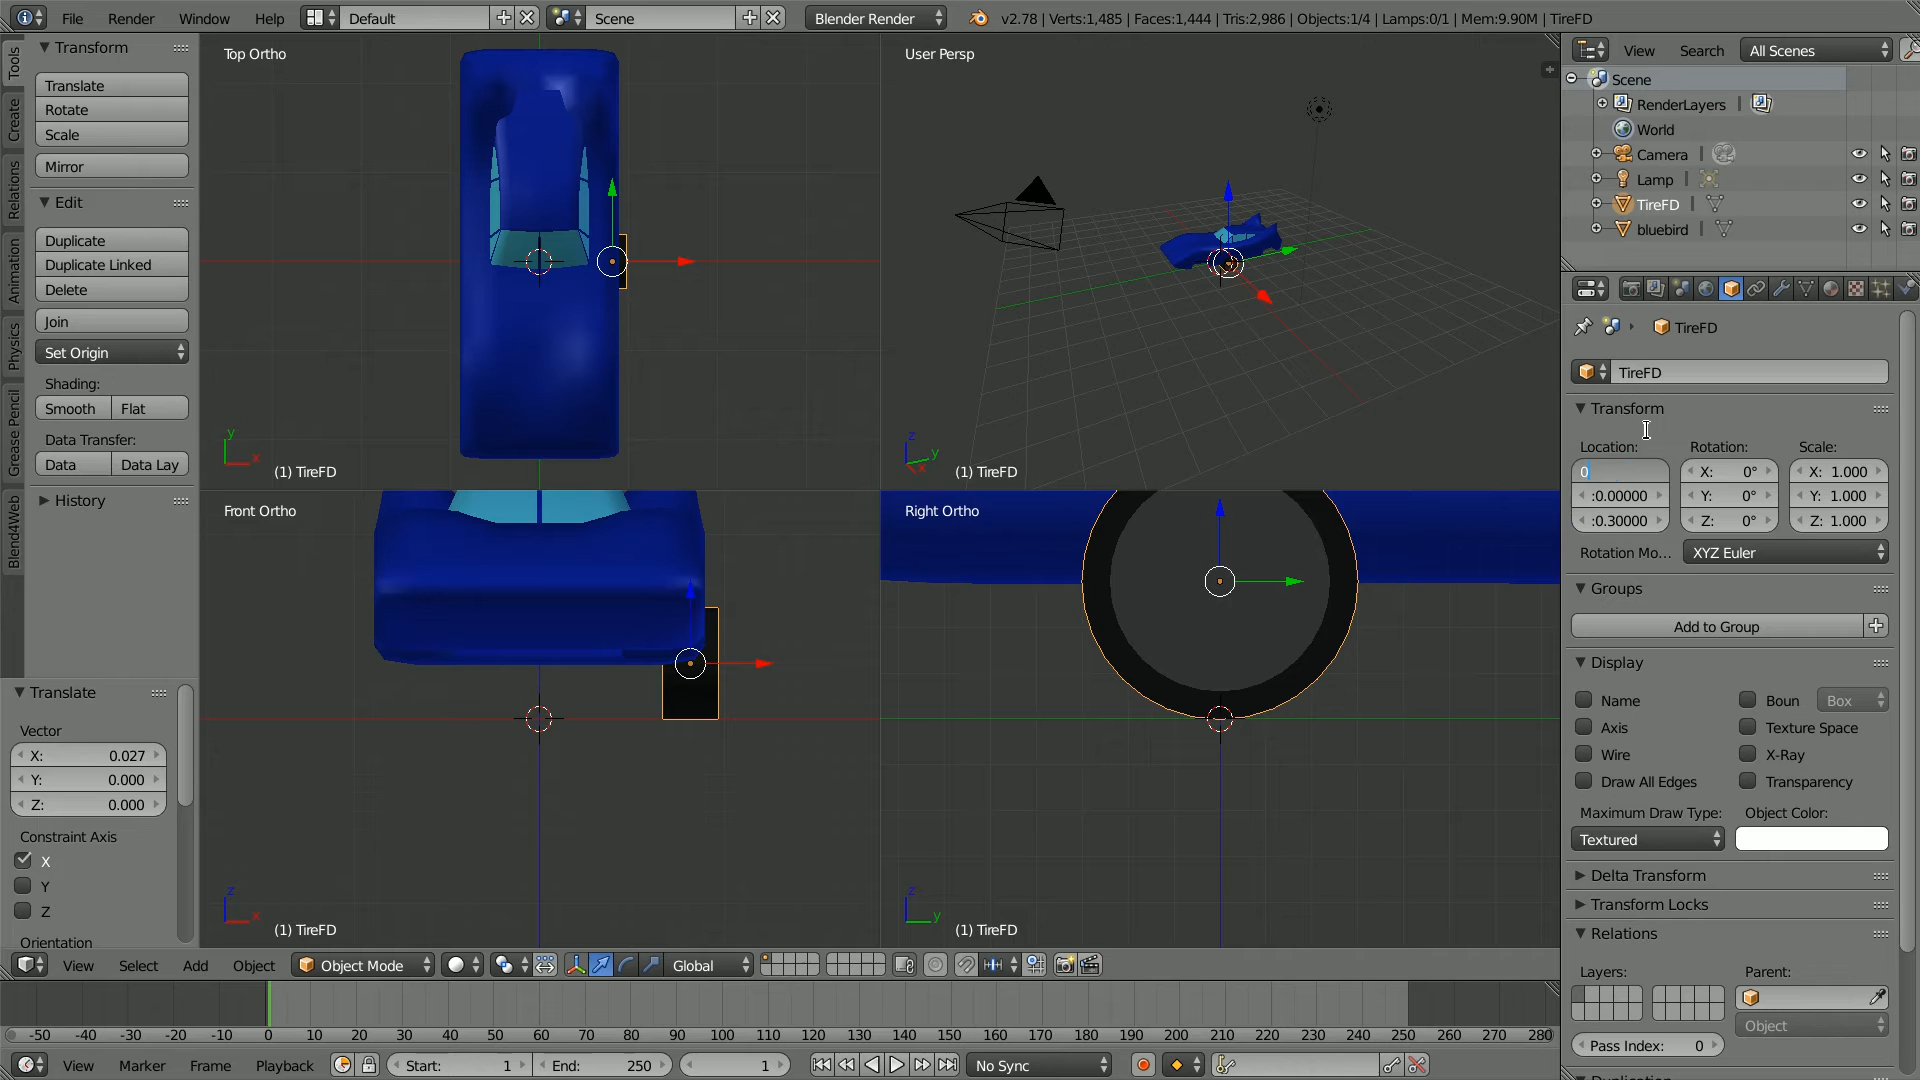 File Render Window Help Default Scene Blender Render v2.78 | Verts:1,485 | Faces:1,444 | Tris:2,986 | Objects:1/4 | Lamps:0/1 | Mem:9.90M | TireFD
Tools
Create
Relations
Animation
Physics
Grease Pencil
Blend4Web
Transform
Translate
Rotate
Scale
Mirror
Edit
Duplicate
Duplicate Linked
Delete
Join
Set Origin
Shading:
Smooth Flat
Data Transfer:
Data Data Lay
History
Translate
Vector
X: 0.027
Y: 0.000
Z: 0.000
Constraint Axis
X
Y
Z
Orientation
Top Ortho
y
x
(1) TireFD
User Persp
z
y
x
(1) TireFD
Front Ortho
z
x
(1) TireFD
Right Ortho
z
y
(1) TireFD
View Search All Scenes
Scene
RenderLayers |
World
Camera |
Lamp |
TireFD |
bluebird |
TireFD
TireFD
Transform
Location: Rotation: Scale:
0 X: 0° X: 1.000
:0.00000 Y: 0° Y: 1.000
:0.30000 Z: 0° Z: 1.000
Rotation Mo... XYZ Euler
Groups
Add to Group
Display
Name Boun Box
Axis Texture Space
Wire X-Ray
Draw All Edges Transparency
Maximum Draw Type: Object Color:
Textured
Delta Transform
Transform Locks
Relations
Layers: Parent:
Object
Pass Index: 0
View Select Add Object Object Mode Global
-50 -40 -30 -20 -10 0 10 20 30 40 50 60 70 80 90 100 110 120 130 140 150 160 170 180 190 200 210 220 230 240 250 260 270 280
View Marker Frame Playback Start: 1 End: 250 1 No Sync